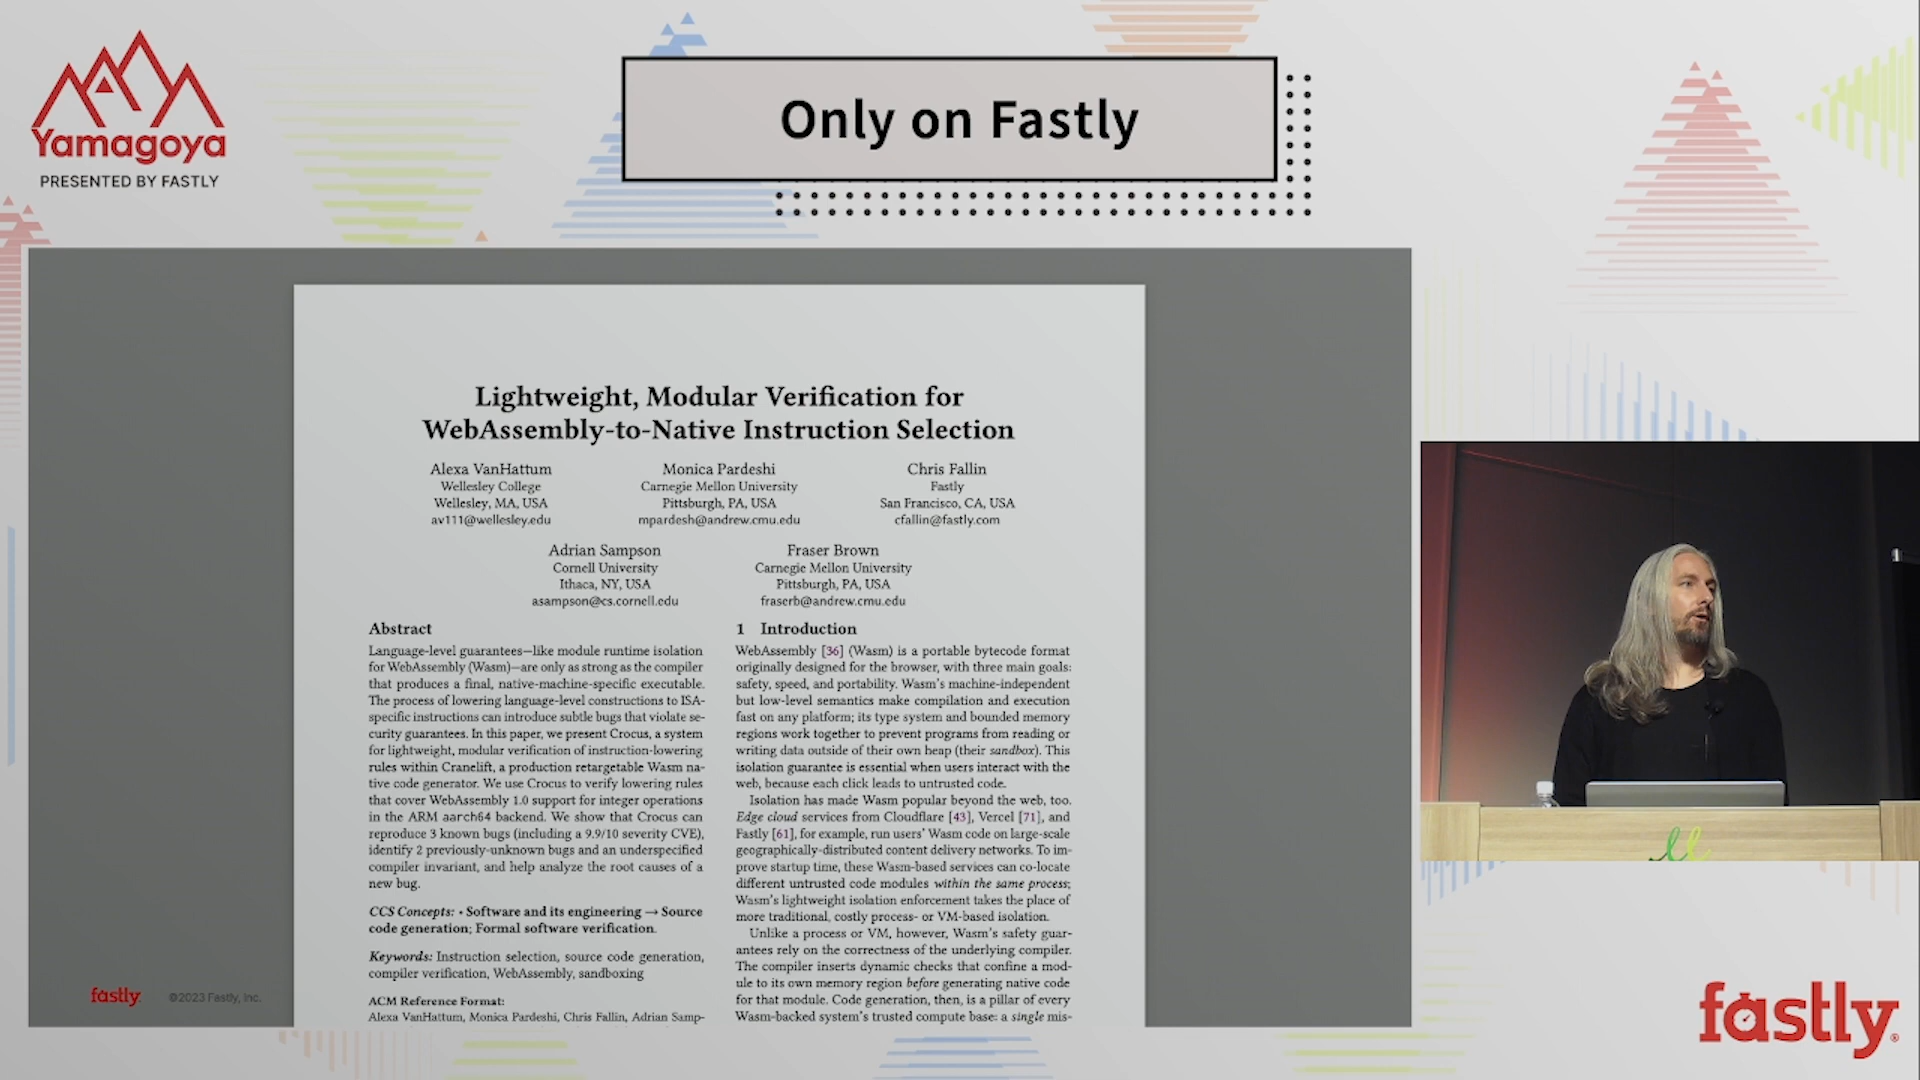 Yamagoya
PRESENTED BY FASTLY
Only on Fastly
Lightweight, Modular Verification for
WebAssembly-to-Native Instruction Selection
Alexa VanHattum
Wellesley College
Wellesley, MA, USA
av111@wellesley.edu
Monica Pardeshi
Carnegie Mellon University
Pittsburgh, PA, USA
mpardesh@andrew.cmu.edu
Chris Fallin
Fastly
San Francisco, CA, USA
cfallin@fastly.com
Adrian Sampson
Cornell University
Ithaca, NY, USA
asampson@cs.cornell.edu
Fraser Brown
Carnegie Mellon University
Pittsburgh, PA, USA
fraserb@andrew.cmu.edu
Abstract
Language-level guarantees—like module runtime isolation
for WebAssembly (Wasm)—are only as strong as the compiler
that produces a final, native-machine-specific executable.
The process of lowering language-level constructions to ISA-
specific instructions can introduce subtle bugs that violate se-
curity guarantees. In this paper, we present Crocus, a system
for lightweight, modular verification of instruction-lowering
rules within Cranelift, a production retargetable Wasm na-
tive code generator. We use Crocus to verify lowering rules
that cover WebAssembly 1.0 support for integer operations
in the ARM aarch64 backend. We show that Crocus can
reproduce 3 known bugs (including a 9.9/10 severity CVE),
identify 2 previously-unknown bugs and an underspecified
compiler invariant, and help analyze the root causes of a
new bug.
CCS Concepts: • Software and its engineering → Source
code generation; Formal software verification.
Keywords: Instruction selection, source code generation,
compiler verification, WebAssembly, sandboxing
ACM Reference Format:
Alexa VanHattum, Monica Pardeshi, Chris Fallin, Adrian Samp-
1 Introduction
WebAssembly [36] (Wasm) is a portable bytecode format
originally designed for the browser, with three main goals:
safety, speed, and portability. Wasm's machine-independent
but low-level semantics make compilation and execution
fast on any platform; its type system and bounded memory
regions work together to prevent programs from reading or
writing data outside of their own heap (their sandbox). This
isolation guarantee is essential when users interact with the
web, because each click leads to untrusted code.
Isolation has made Wasm popular beyond the web, too.
Edge cloud services from Cloudflare [43], Vercel [71], and
Fastly [61], for example, run users' Wasm code on large-scale
geographically-distributed content delivery networks. To im-
prove startup time, these Wasm-based services can co-locate
different untrusted code modules within the same process;
Wasm's lightweight isolation enforcement takes the place of
more traditional, costly process- or VM-based isolation.
Unlike a process or VM, however, Wasm's safety guar-
antees rely on the correctness of the underlying compiler.
The compiler inserts dynamic checks that confine a mod-
ule to its own memory region before generating native code
for that module. Code generation, then, is a pillar of every
Wasm-backed system's trusted compute base: a single mis-
fastly
©2023 Fastly, Inc.
fastly